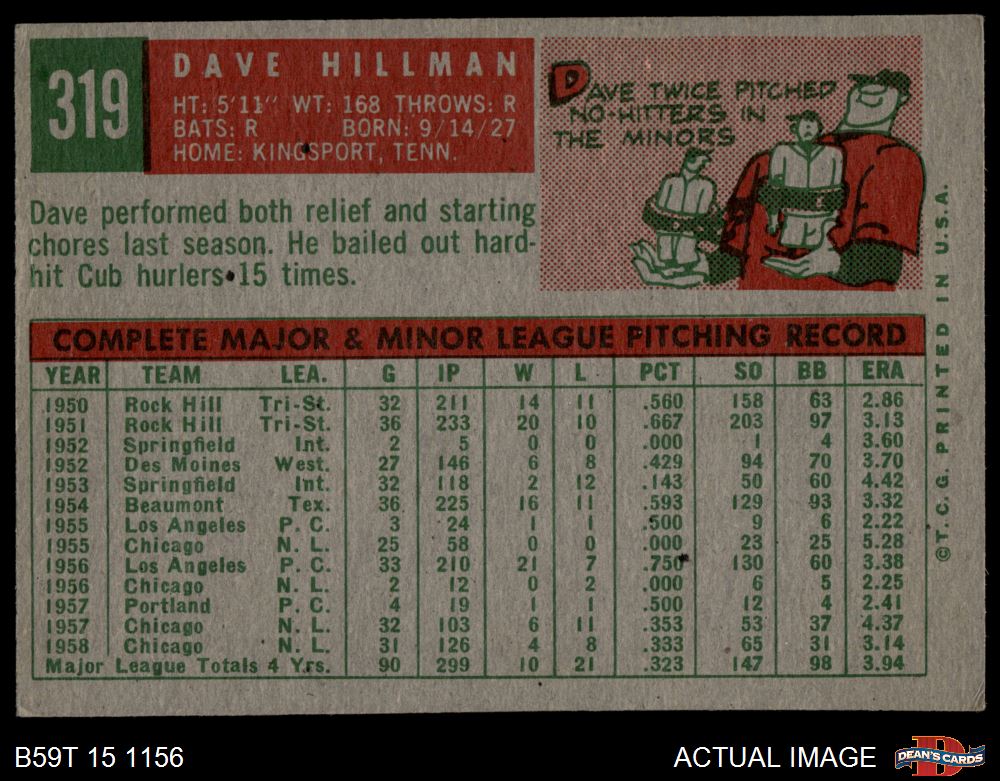 319
DAVE HILLMAN
HT: 5'11" WT: 168 THROWS: R
BATS: R BORN: 9/14/27
HOME: KINGSPORT, TENN.
DAVE TWICE PITCHED
NO-HITTERS IN
THE MINORS
Dave performed both relief and starting
chores last season. He bailed out hard-
hit Cub hurlers 15 times.
COMPLETE MAJOR & MINOR LEAGUE PITCHING RECORD
YEAR TEAM LEA. G IP W L PCT SO BB ERA
1950 Rock Hill Tri-St. 32 211 14 11 .560 158 63 2.86
1951 Rock Hill Tri-St. 36 233 20 10 .667 203 97 3.13
1952 Springfield Int. 2 5 0 0 .000 1 4 3.60
1952 Des Moines West. 27 146 6 8 .429 94 70 3.70
1953 Springfield Int. 32 118 2 12 .143 50 60 4.42
1954 Beaumont Tex. 36 225 16 11 .593 129 93 3.32
1955 Los Angeles P. C. 3 24 1 1 .500 9 6 2.22
1955 Chicago N. L. 25 58 0 0 .000 23 25 5.28
1956 Los Angeles P. C. 33 210 21 7 .750 130 60 3.38
1956 Chicago N. L. 2 12 0 2 .000 6 5 2.25
1957 Portland P. C. 4 19 1 1 .500 12 4 2.41
1957 Chicago N. L. 32 103 6 11 .353 53 37 4.37
1958 Chicago N. L. 31 126 4 8 .333 65 31 3.14
Major League Totals 4 Yrs. 90 299 10 21 .323 147 98 3.94
©T. C. G. PRINTED IN U.S.A.
B59T 15 1156
ACTUAL IMAGE
DEAN'S CARDS